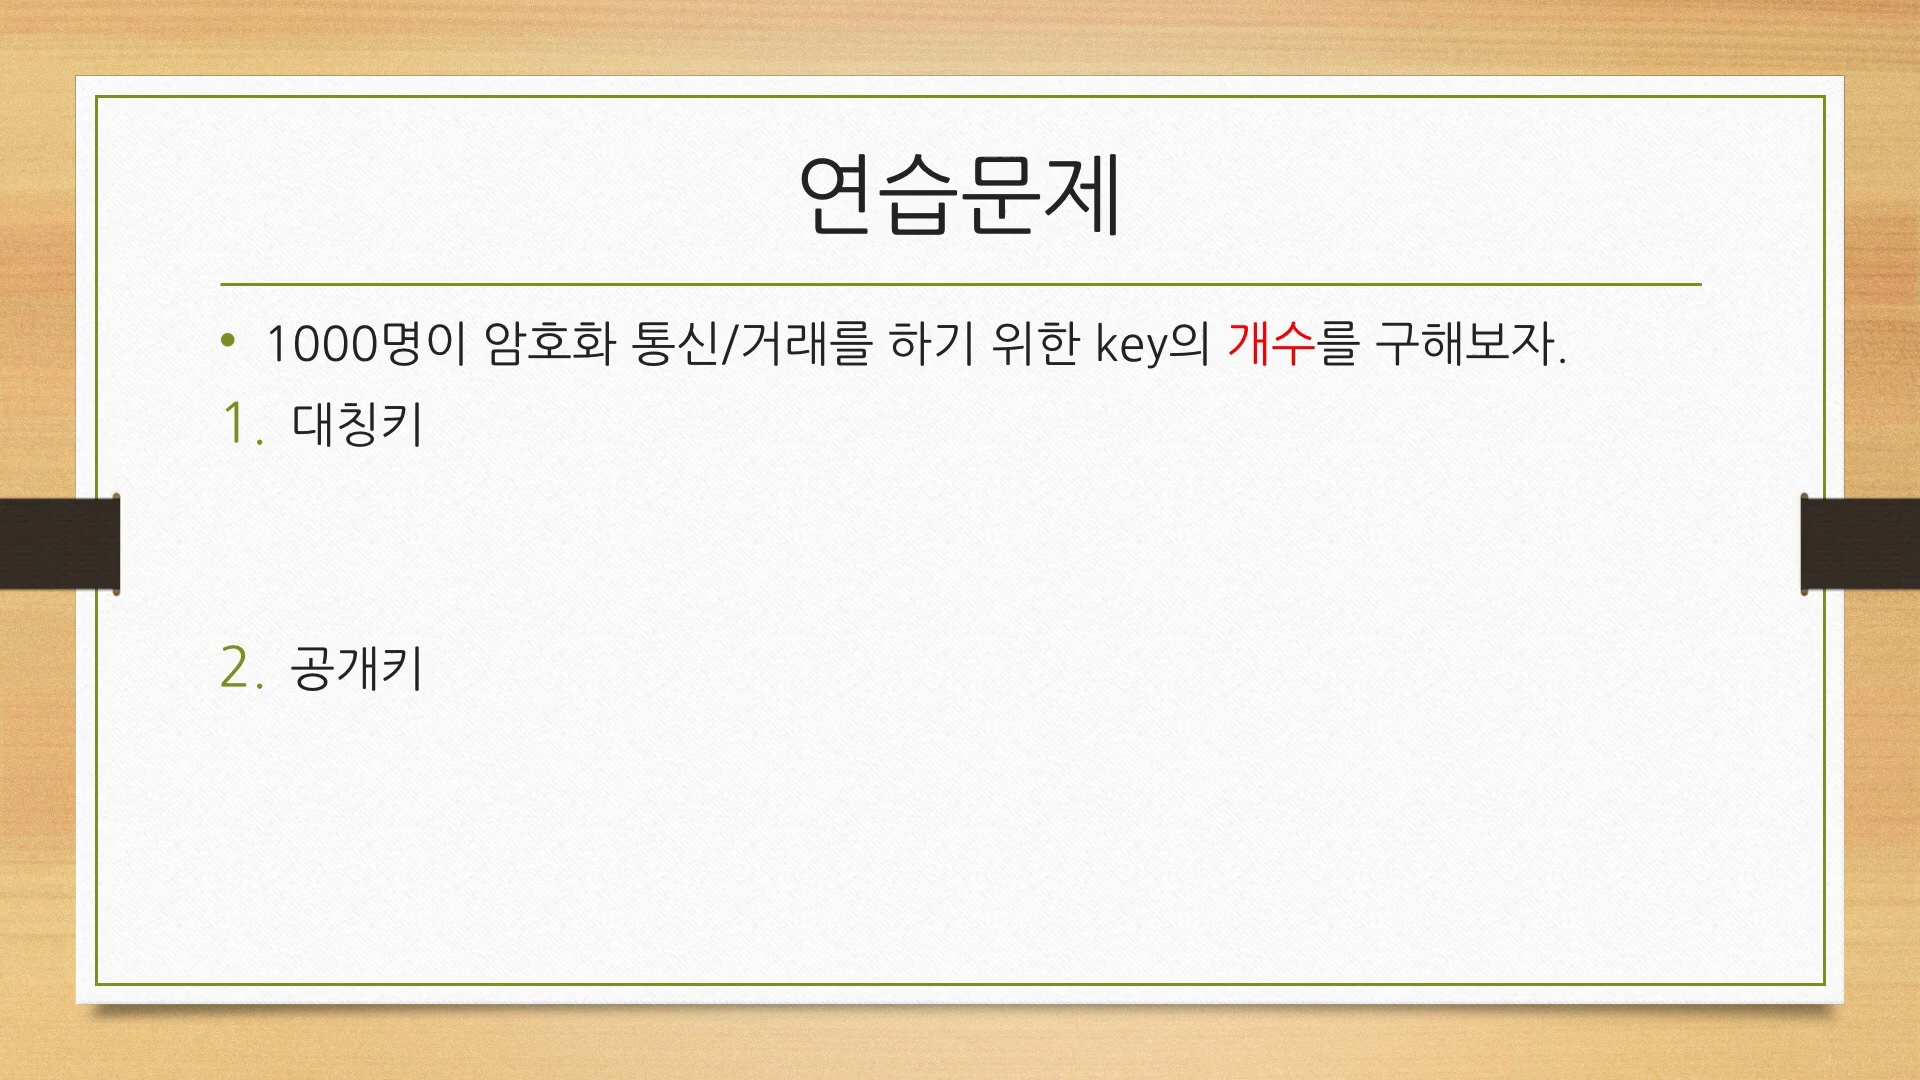 연습문제
• 1000명이 암호화 통신/거래를 하기 위한 key의 개수를 구해보자.
1. 대칭키
2. 공개키